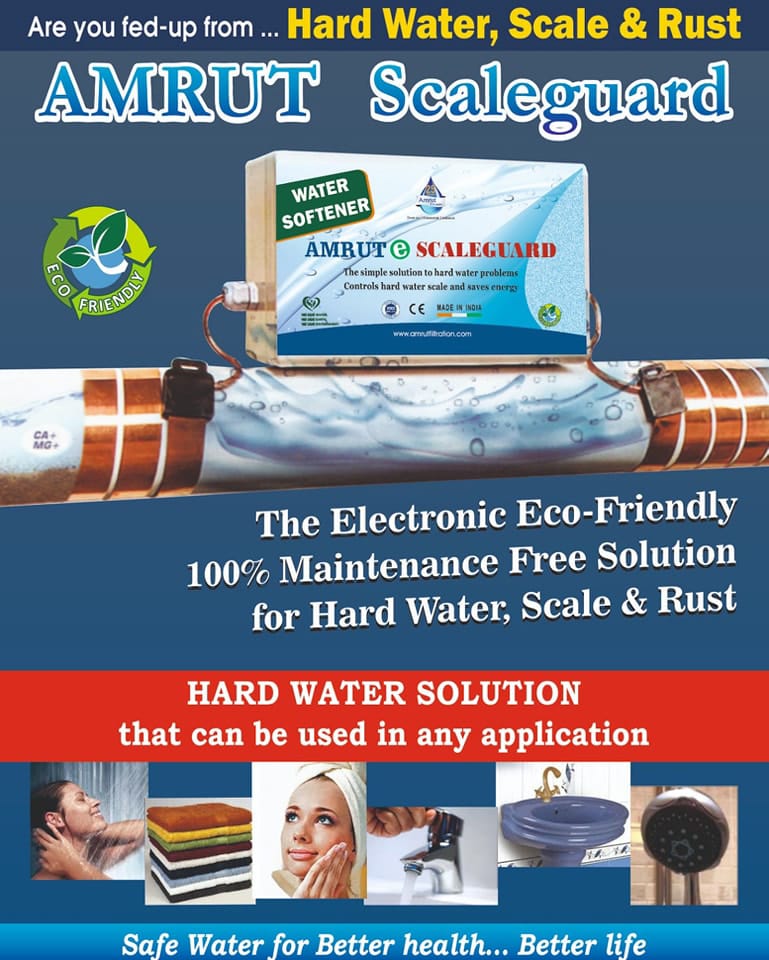 Are you fed-up from ... Hard Water, Scale & Rust
AMRUT Scaleguard
WATER
SOFTENER
Amrut
AMRUT e SCALEGUARD
The simple solution to hard water problems
Controls hard water scale and saves energy
CE MADE IN INDIA
www.amrutfiltration.com
ECO FRIENDLY
CA+
MG+
The Electronic Eco-Friendly
100% Maintenance Free Solution
for Hard Water, Scale & Rust
HARD WATER SOLUTION
that can be used in any application
Safe Water for Better health... Better life